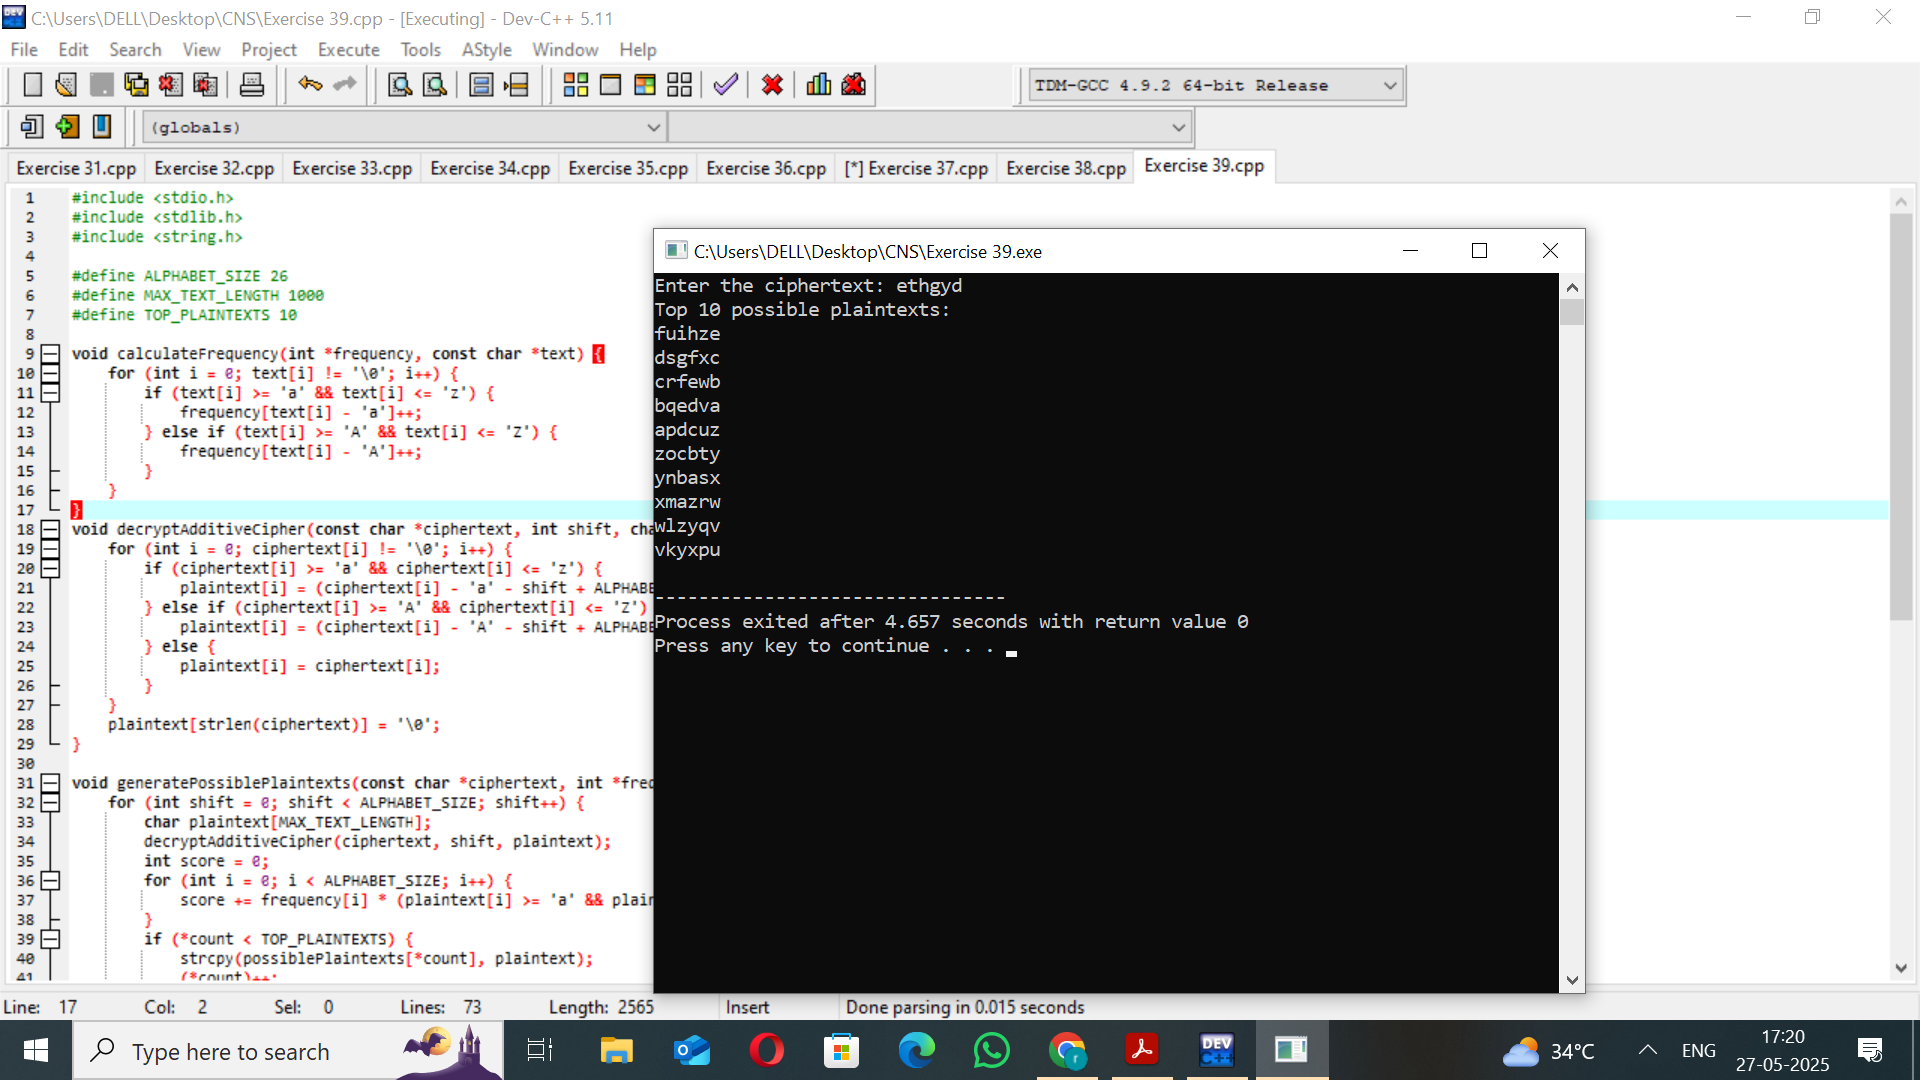 C:\Users\DELL\Desktop\CNS\Exercise 39.cpp - [Executing] - Dev-C++ 5.11
File Edit Search View Project Execute Tools AStyle Window Help
TDM-GCC 4.9.2 64-bit Release
(globals)
Exercise 31.cpp Exercise 32.cpp Exercise 33.cpp Exercise 34.cpp Exercise 35.cpp Exercise 36.cpp [*] Exercise 37.cpp Exercise 38.cpp Exercise 39.cpp
1 #include <stdio.h>
2 #include <stdlib.h>
3 #include <string.h>
4
5 #define ALPHABET_SIZE 26
6 #define MAX_TEXT_LENGTH 1000
7 #define TOP_PLAINTEXTS 10
8
9 void calculateFrequency(int *frequency, const char *text) {
10 for (int i = 0; text[i] != '\0'; i++) {
11 if (text[i] >= 'a' && text[i] <= 'z') {
12 frequency[text[i] - 'a']++;
13 } else if (text[i] >= 'A' && text[i] <= 'Z') {
14 frequency[text[i] - 'A']++;
15 }
16 }
17 }
18 void decryptAdditiveCipher(const char *ciphertext, int shift, cha
19 for (int i = 0; ciphertext[i] != '\0'; i++) {
20 if (ciphertext[i] >= 'a' && ciphertext[i] <= 'z') {
21 plaintext[i] = (ciphertext[i] - 'a' - shift + ALPHABE
22 } else if (ciphertext[i] >= 'A' && ciphertext[i] <= 'Z')
23 plaintext[i] = (ciphertext[i] - 'A' - shift + ALPHABE
24 } else {
25 plaintext[i] = ciphertext[i];
26 }
27 }
28 plaintext[strlen(ciphertext)] = '\0';
29 }
30
31 void generatePossiblePlaintexts(const char *ciphertext, int *freq
32 for (int shift = 0; shift < ALPHABET_SIZE; shift++) {
33 char plaintext[MAX_TEXT_LENGTH];
34 decryptAdditiveCipher(ciphertext, shift, plaintext);
35 int score = 0;
36 for (int i = 0; i < ALPHABET_SIZE; i++) {
37 score += frequency[i] * (plaintext[i] >= 'a' && plain
38 }
39 if (*count < TOP_PLAINTEXTS) {
40 strcpy(possiblePlaintexts[*count], plaintext);
41 (*count)++;
C:\Users\DELL\Desktop\CNS\Exercise 39.exe
Enter the ciphertext: ethgyd
Top 10 possible plaintexts:
fuihze
dsgfxc
crfewb
bqedva
apdcuz
zocbty
ynbasx
xmazrw
wlzyqv
vkyxpu
--------------------------------
Process exited after 4.657 seconds with return value 0
Press any key to continue . . .
Line: 17 Col: 2 Sel: 0 Lines: 73 Length: 2565 Insert Done parsing in 0.015 seconds
Type here to search
DEV C++
34°C
ENG
17:20
27-05-2025